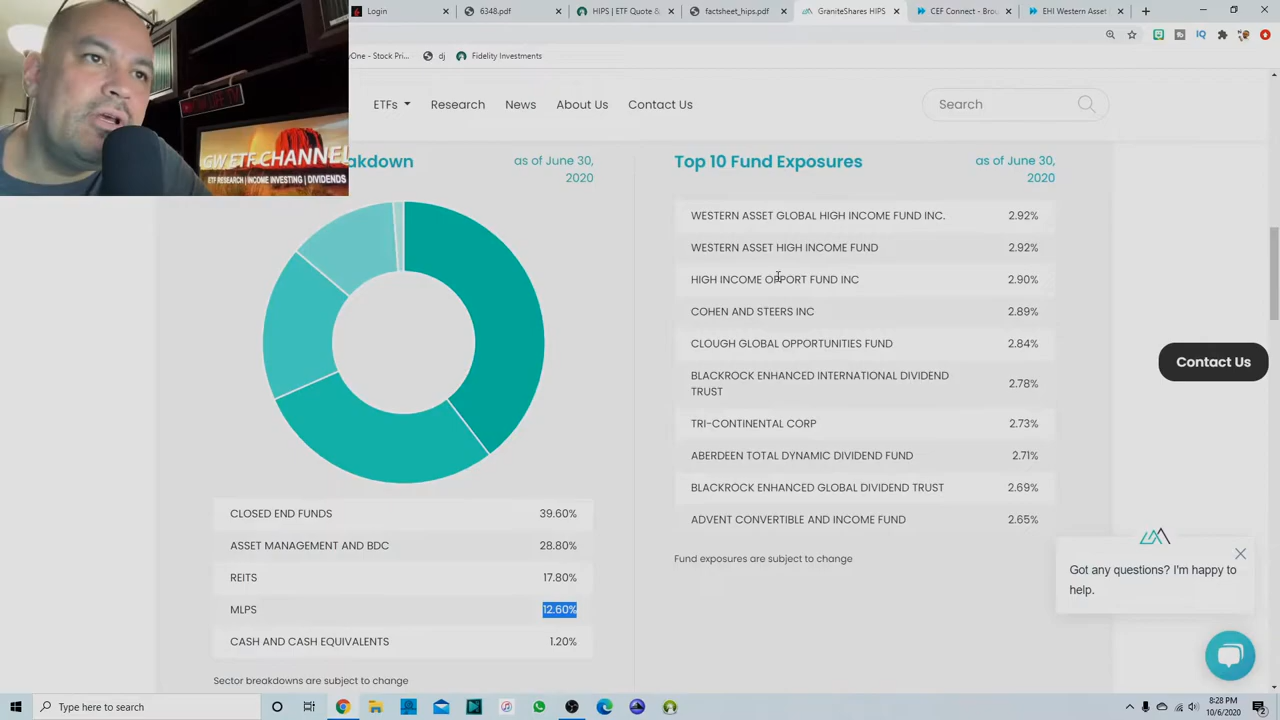 Login
6348.pdf
HIPS | ETF Quote &
factsheet_hips.pdf
GraniteShares HIPS
CEF Connect - Bro
EHI Western Asset
yOne - Stock Pri...
dj
Fidelity Investments
ETFs
Research
News
About Us
Contact Us
Search
CW ETF CHANNEL
ETF RESEARCH | INCOME INVESTING | DIVIDENDS
akdown
as of June 30,
2020
Top 10 Fund Exposures
as of June 30,
2020
WESTERN ASSET GLOBAL HIGH INCOME FUND INC. 2.92%
WESTERN ASSET HIGH INCOME FUND 2.92%
HIGH INCOME OPPORT FUND INC 2.90%
COHEN AND STEERS INC 2.89%
CLOUGH GLOBAL OPPORTUNITIES FUND 2.84%
BLACKROCK ENHANCED INTERNATIONAL DIVIDEND
TRUST 2.78%
TRI-CONTINENTAL CORP 2.73%
ABERDEEN TOTAL DYNAMIC DIVIDEND FUND 2.71%
BLACKROCK ENHANCED GLOBAL DIVIDEND TRUST 2.69%
ADVENT CONVERTIBLE AND INCOME FUND 2.65%
Fund exposures are subject to change
CLOSED END FUNDS 39.60%
ASSET MANAGEMENT AND BDC 28.80%
REITS 17.80%
MLPS 12.60%
CASH AND CASH EQUIVALENTS 1.20%
Sector breakdowns are subject to change
Contact Us
Got any questions? I'm happy to
help.
Type here to search
8:28 PM
10/6/2020
2